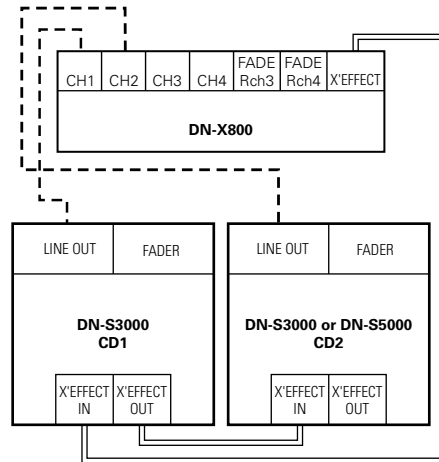 CH1 CH2 CH3 CH4 FADE Rch3 FADE Rch4 X'EFFECT
DN-X800
LINE OUT FADER
LINE OUT FADER
DN-S3000
CD1
DN-S3000 or DN-S5000
CD2
X'EFFECT IN X'EFFECT OUT
X'EFFECT IN X'EFFECT OUT